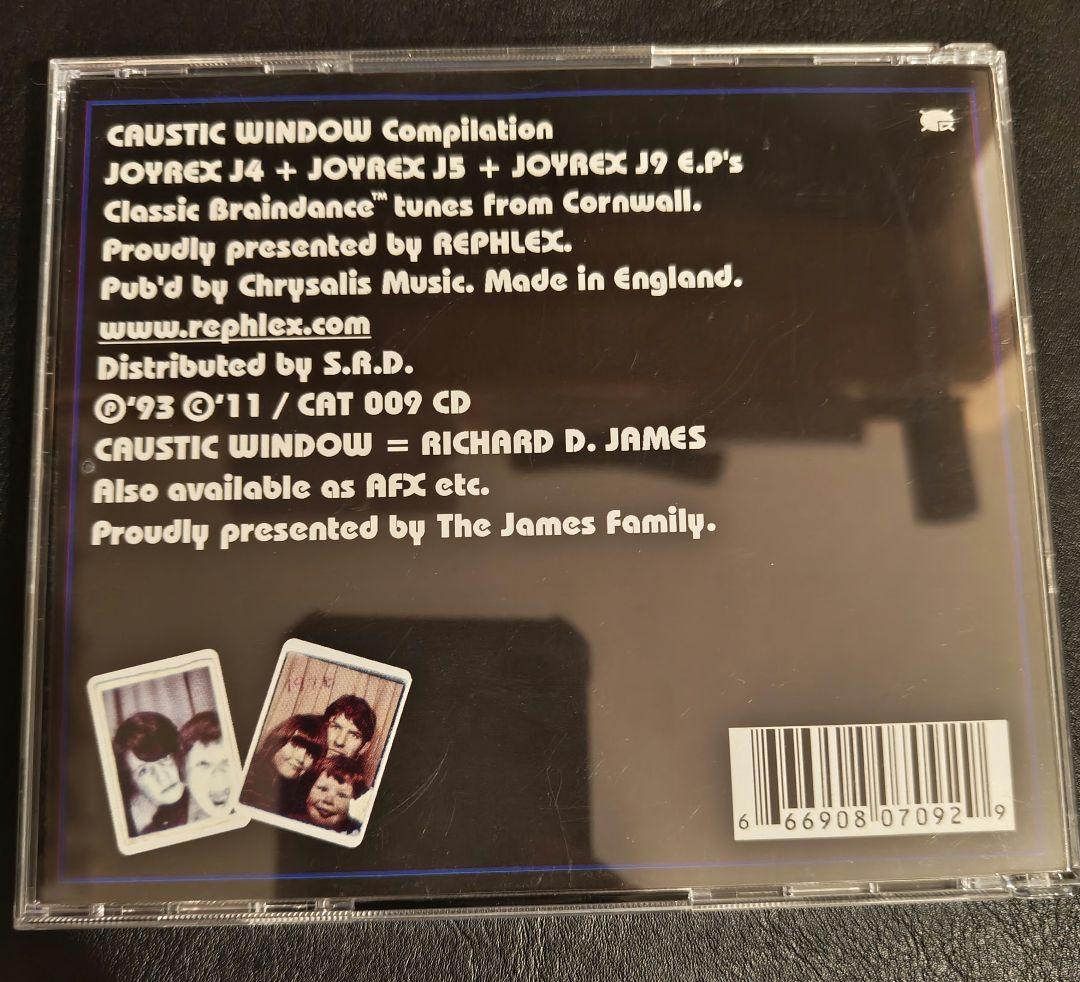 CAUSTIC WINDOW Compilation
JOYREX J4 + JOYREX J5 + JOYREX J9 E.P's
Classic Braindance™ tunes from Cornwall.
Proudly presented by REPHLEX.
Pub'd by Chrysalis Music. Made in England.
www.rephlex.com
Distributed by S.R.D.
℗'93 ©'11 / CAT 009 CD
CAUSTIC WINDOW = RICHARD D. JAMES
Also available as AFX etc.
Proudly presented by The James Family.
6 66908 07092 9